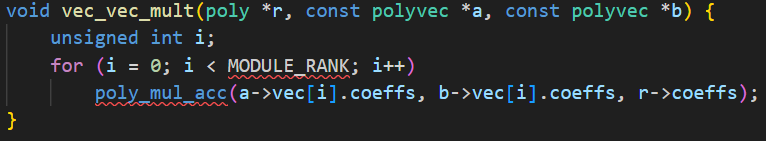 void vec_vec_mult(poly *r, const polyvec *a, const polyvec *b) {
    unsigned int i;
    for (i = 0; i < MODULE_RANK; i++)
        poly_mul_acc(a->vec[i].coeffs, b->vec[i].coeffs, r->coeffs);
}